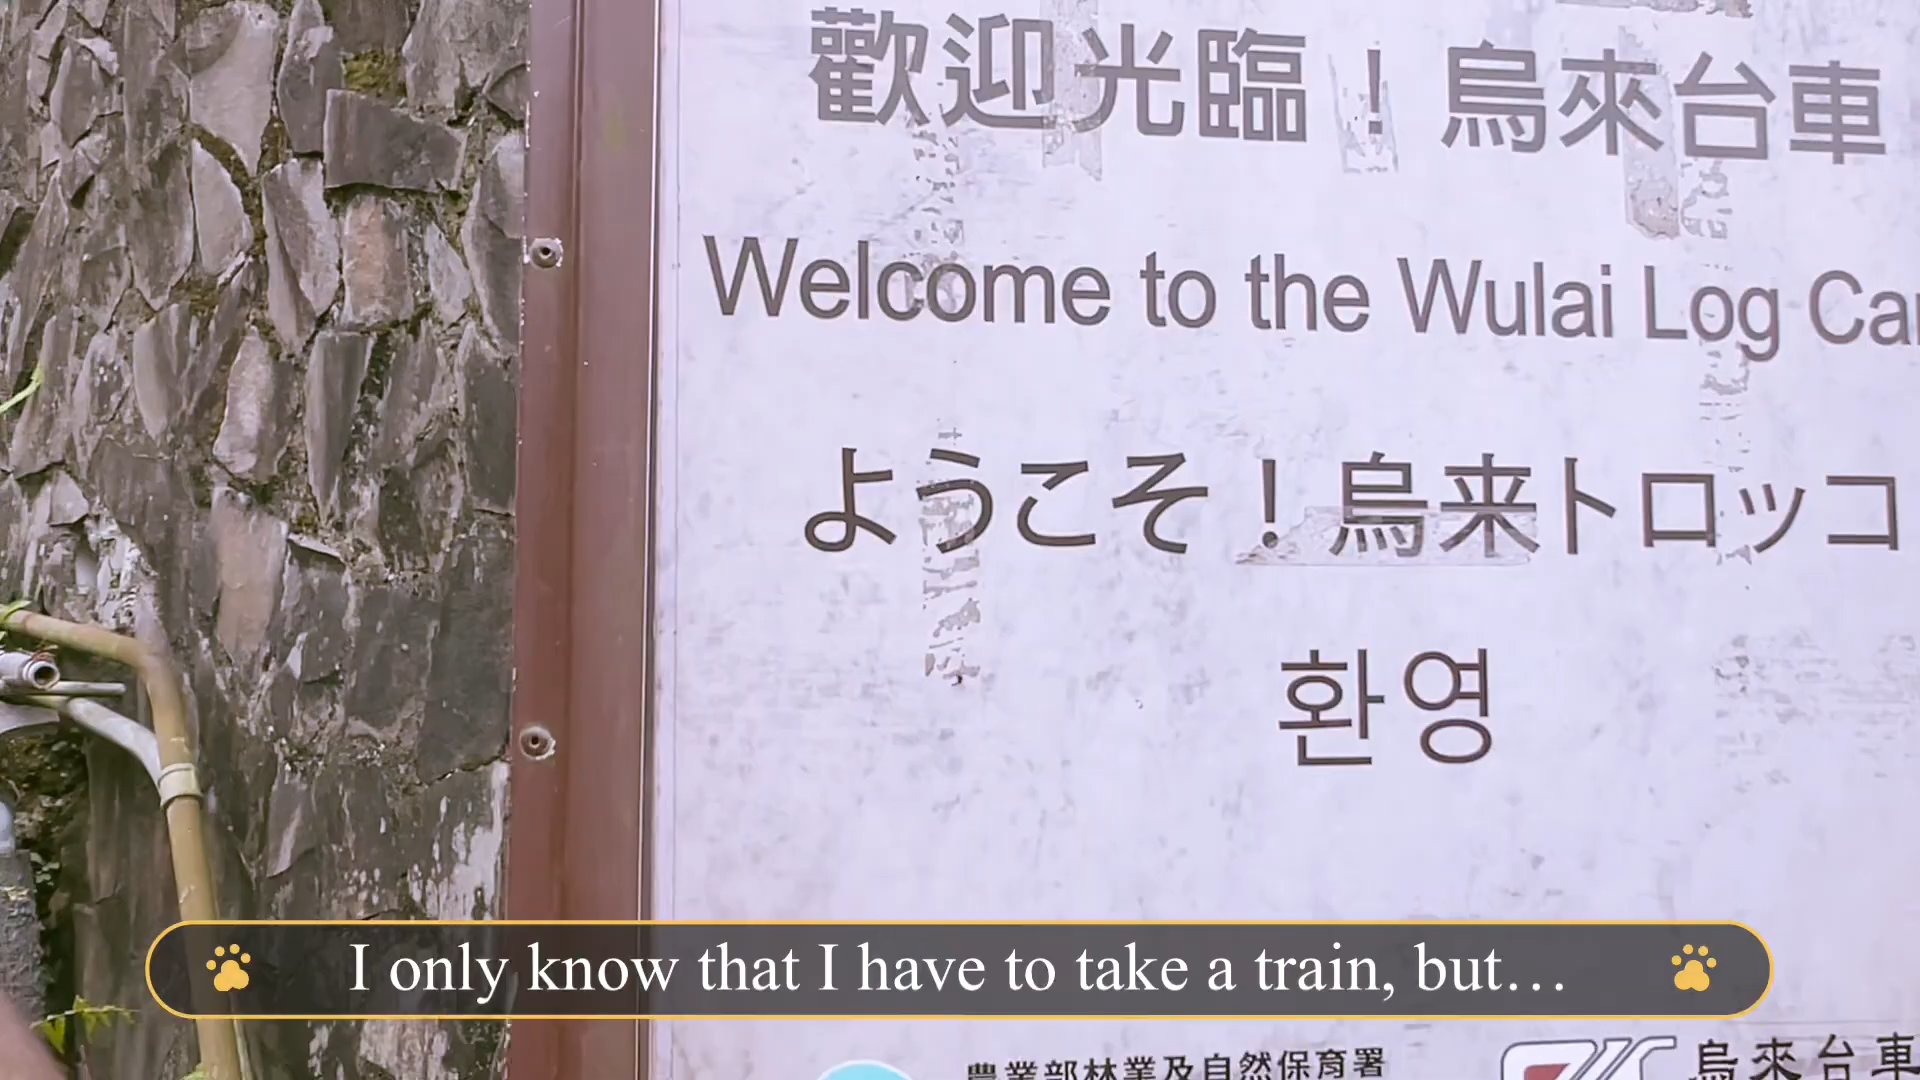 歡迎光臨！烏來台車
Welcome to the Wulai Log Car
ようこそ！烏来トロッコ
환영
I only know that I have to take a train, but…
農業部林業及自然保育署
烏來台車